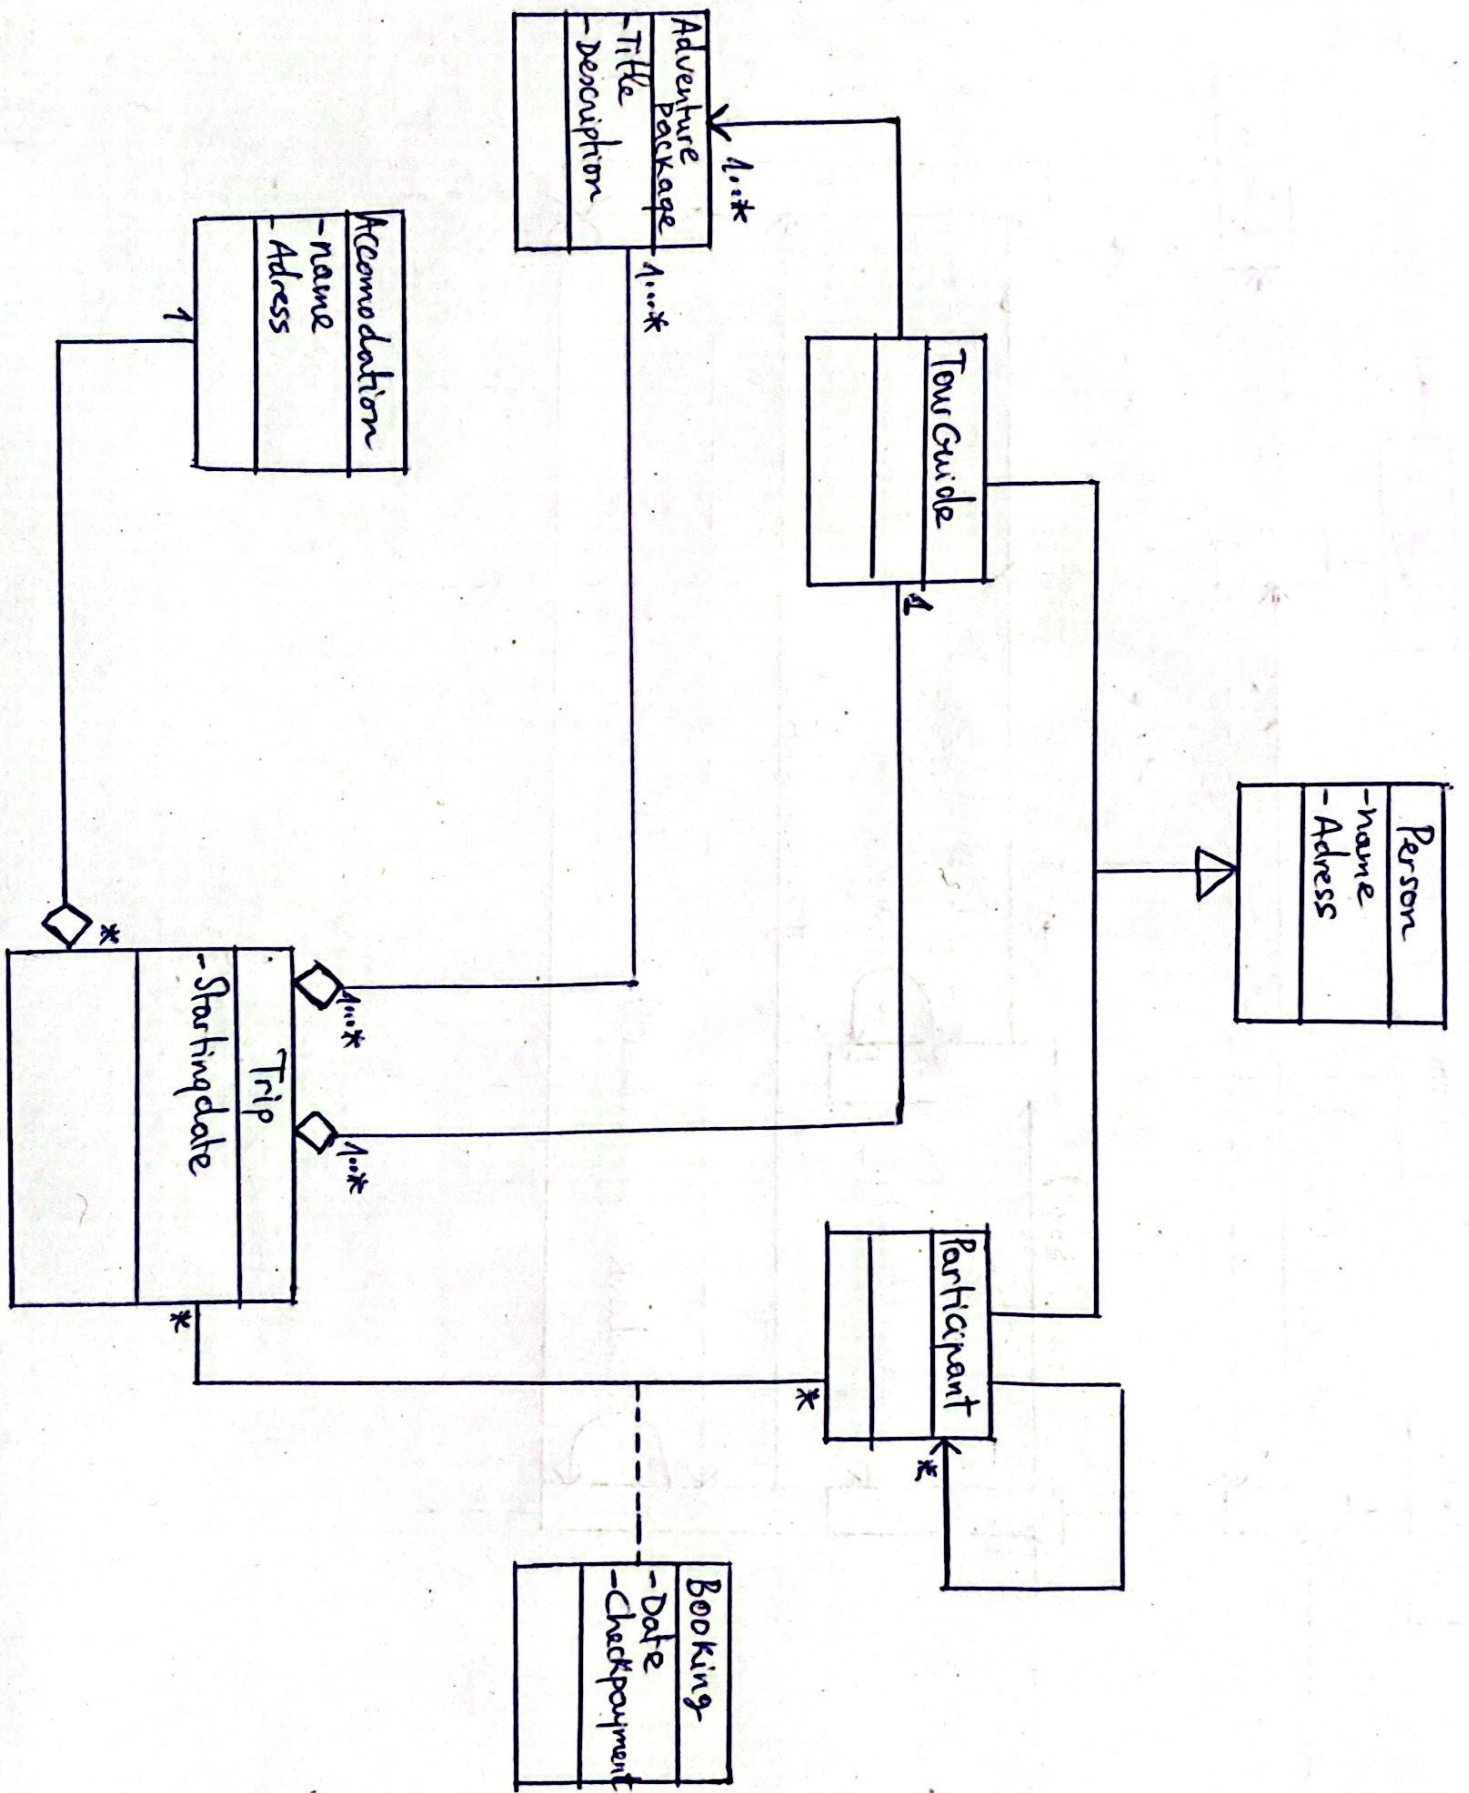 Person
-name
- Adress
TourGuide
1
1...*
Participant
*
*
Adventure
Package
-Title
-Description
1....*
Booking
-Date
-Checkpayment
Accomodation
-name
- Adress
1
*
1...*
1..*
Trip
-Startingdate
*